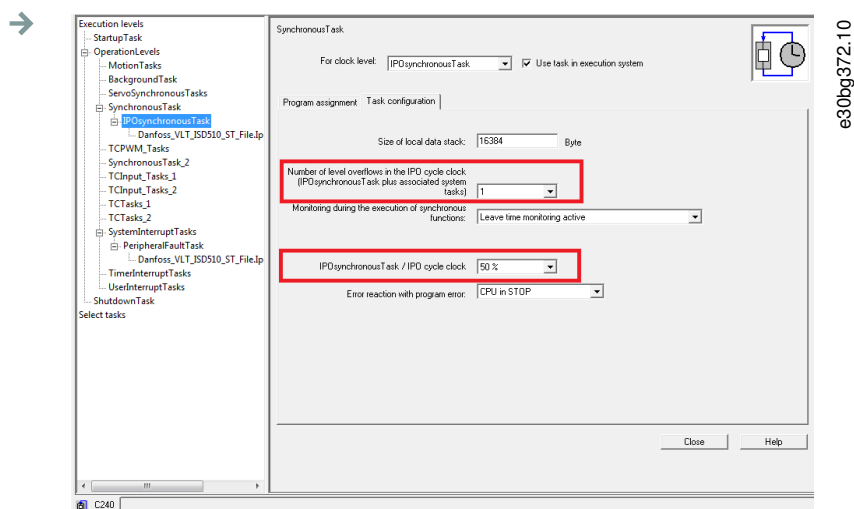 Execution levels
StartupTask
OperationLevels
MotionTasks
BackgroundTask
ServoSynchronousTasks
SynchronousTask
IPOsynchronousTask
Danfoss_VLT_ISD510_ST_File.Ip
TCPWM_Tasks
SynchronousTask_2
TCInput_Tasks_1
TCInput_Tasks_2
TCTasks_1
TCTasks_2
SystemInterruptTasks
PeripheralFaultTask
Danfoss_VLT_ISD510_ST_File.Ip
TimerInterruptTasks
UserInterruptTasks
ShutdownTask
Select tasks
SynchronousTask
For clock level: IPOsynchronousTask Use task in execution system
Program assignment Task configuration
Size of local data stack: 16384 Byte
Number of level overflows in the IPO cycle clock
(IPOsynchronousTask plus associated system
tasks) 1
Monitoring during the execution of synchronous
functions: Leave time monitoring active
IPOsynchronousTask / IPO cycle clock 50 %
Error reaction with program error: CPU in STOP
Close Help
C240
e30bg372.10